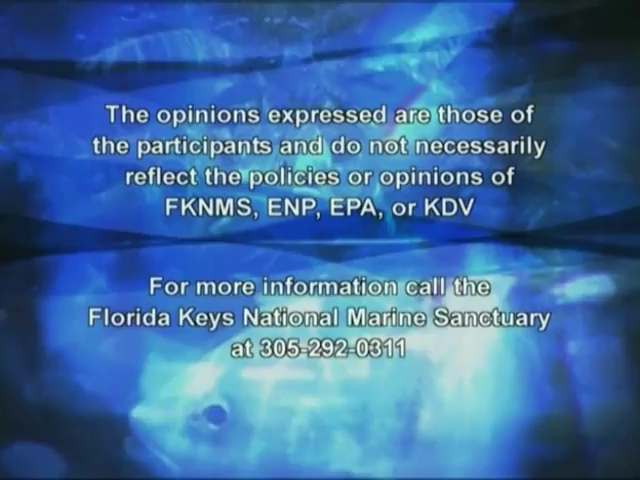 The opinions expressed are those of
the participants and do not necessarily
reflect the policies or opinions of
FKNMS, ENP, EPA, or KDV
For more information call the
Florida Keys National Marine Sanctuary
at 305-292-0311